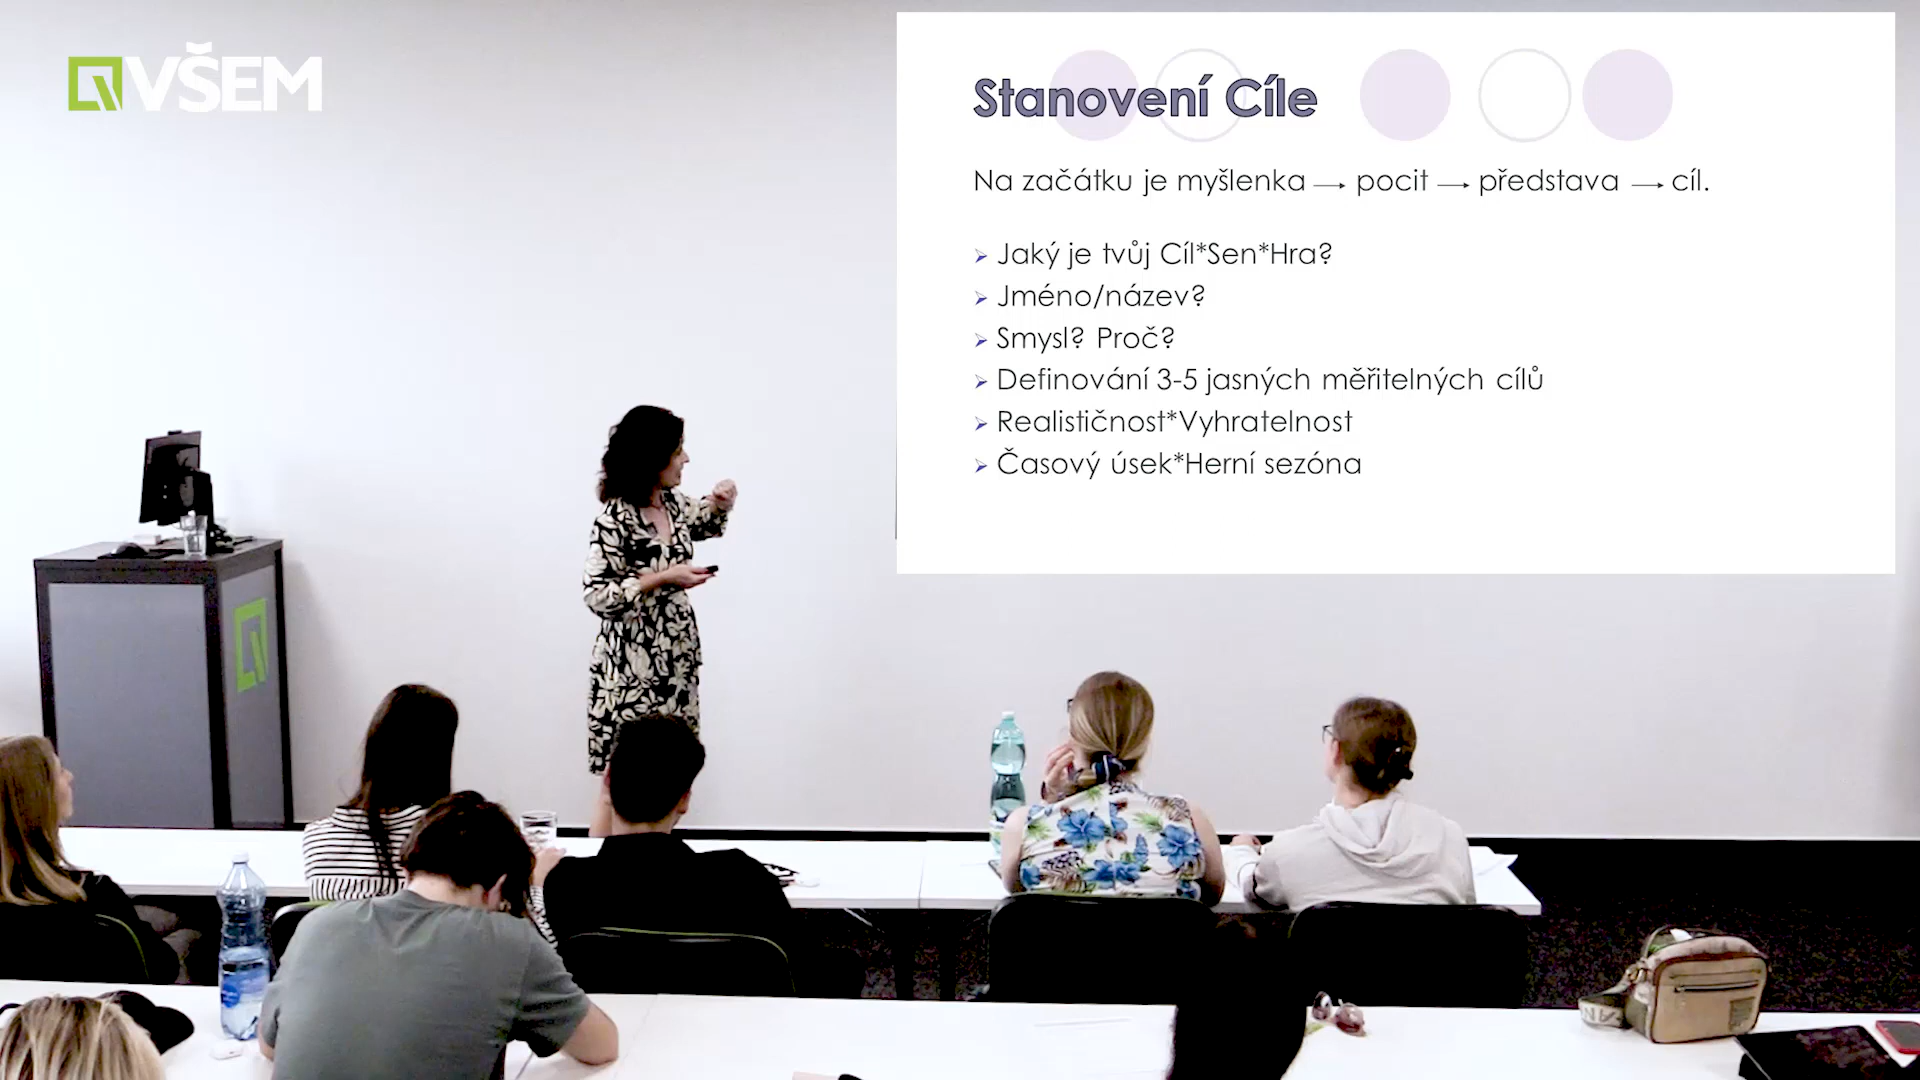 VŠEM
Stanovení Cíle
Na začátku je myšlenka → pocit → představa → cíl.
➢ Jaký je tvůj Cíl*Sen*Hra?
➢ Jméno/název?
➢ Smysl? Proč?
➢ Definování 3-5 jasných měřitelných cílů
➢ Realističnost*Vyhratelnost
➢ Časový úsek*Herní sezóna